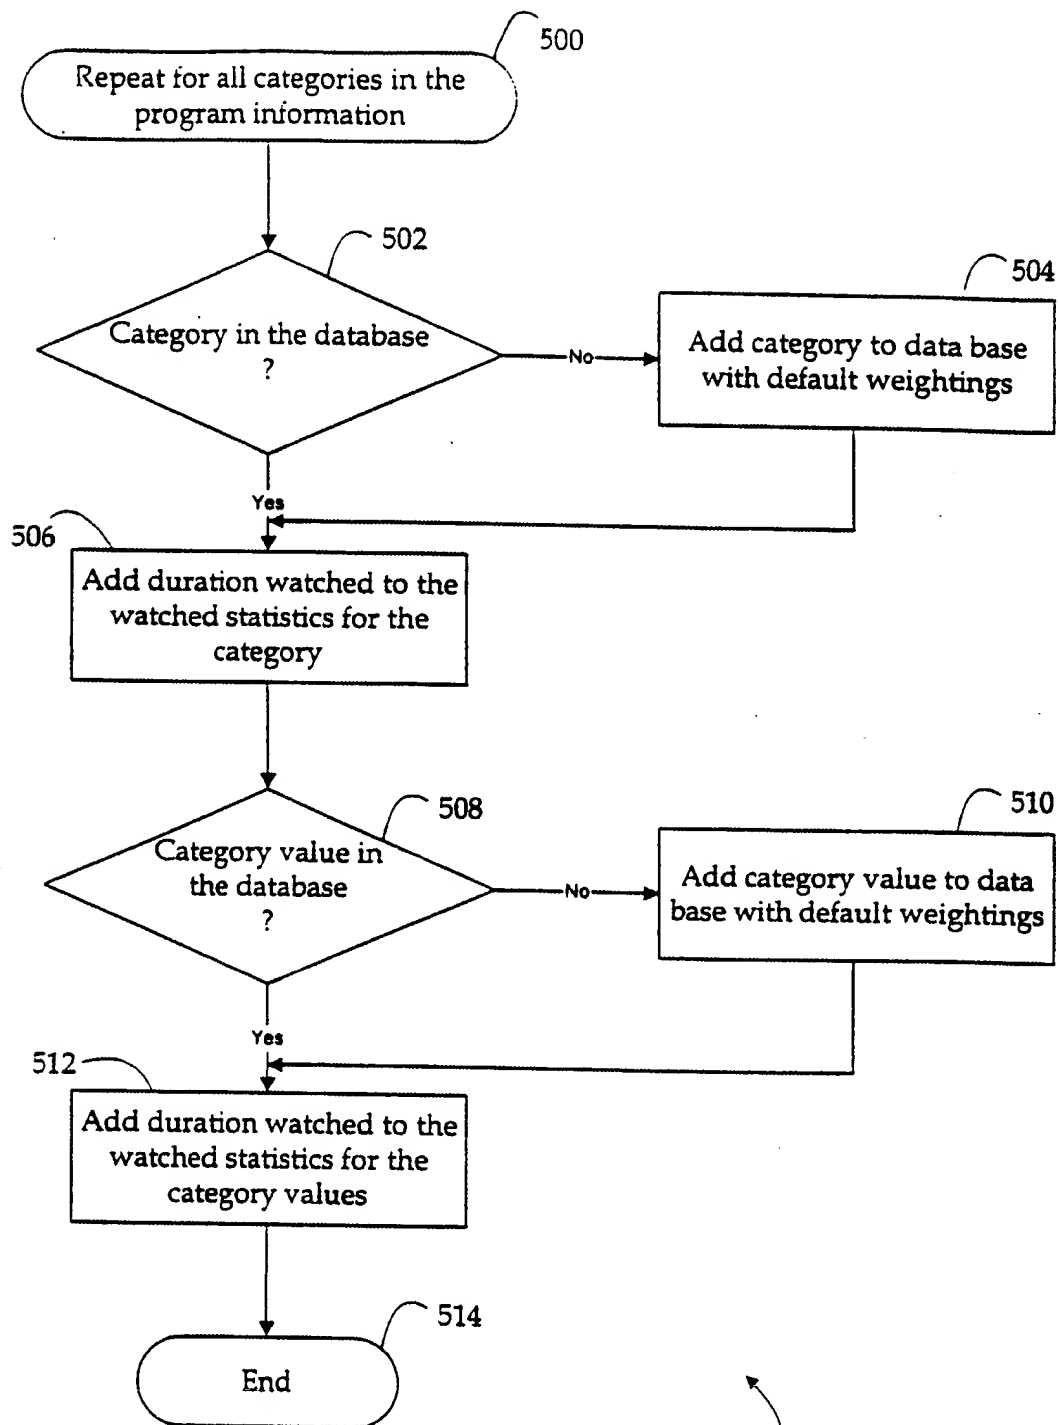 500
Repeat for all categories in the
program information
502
Category in the database
?
No
504
Add category to data base
with default weightings
Yes
506
Add duration watched to the
watched statistics for the
category
508
Category value in
the database
?
No
510
Add category value to data
base with default weightings
Yes
512
Add duration watched to the
watched statistics for the
category values
514
End